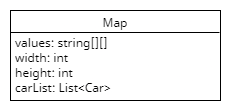 Map
values: string[][]
width: int
height: int
carList: List<Car>